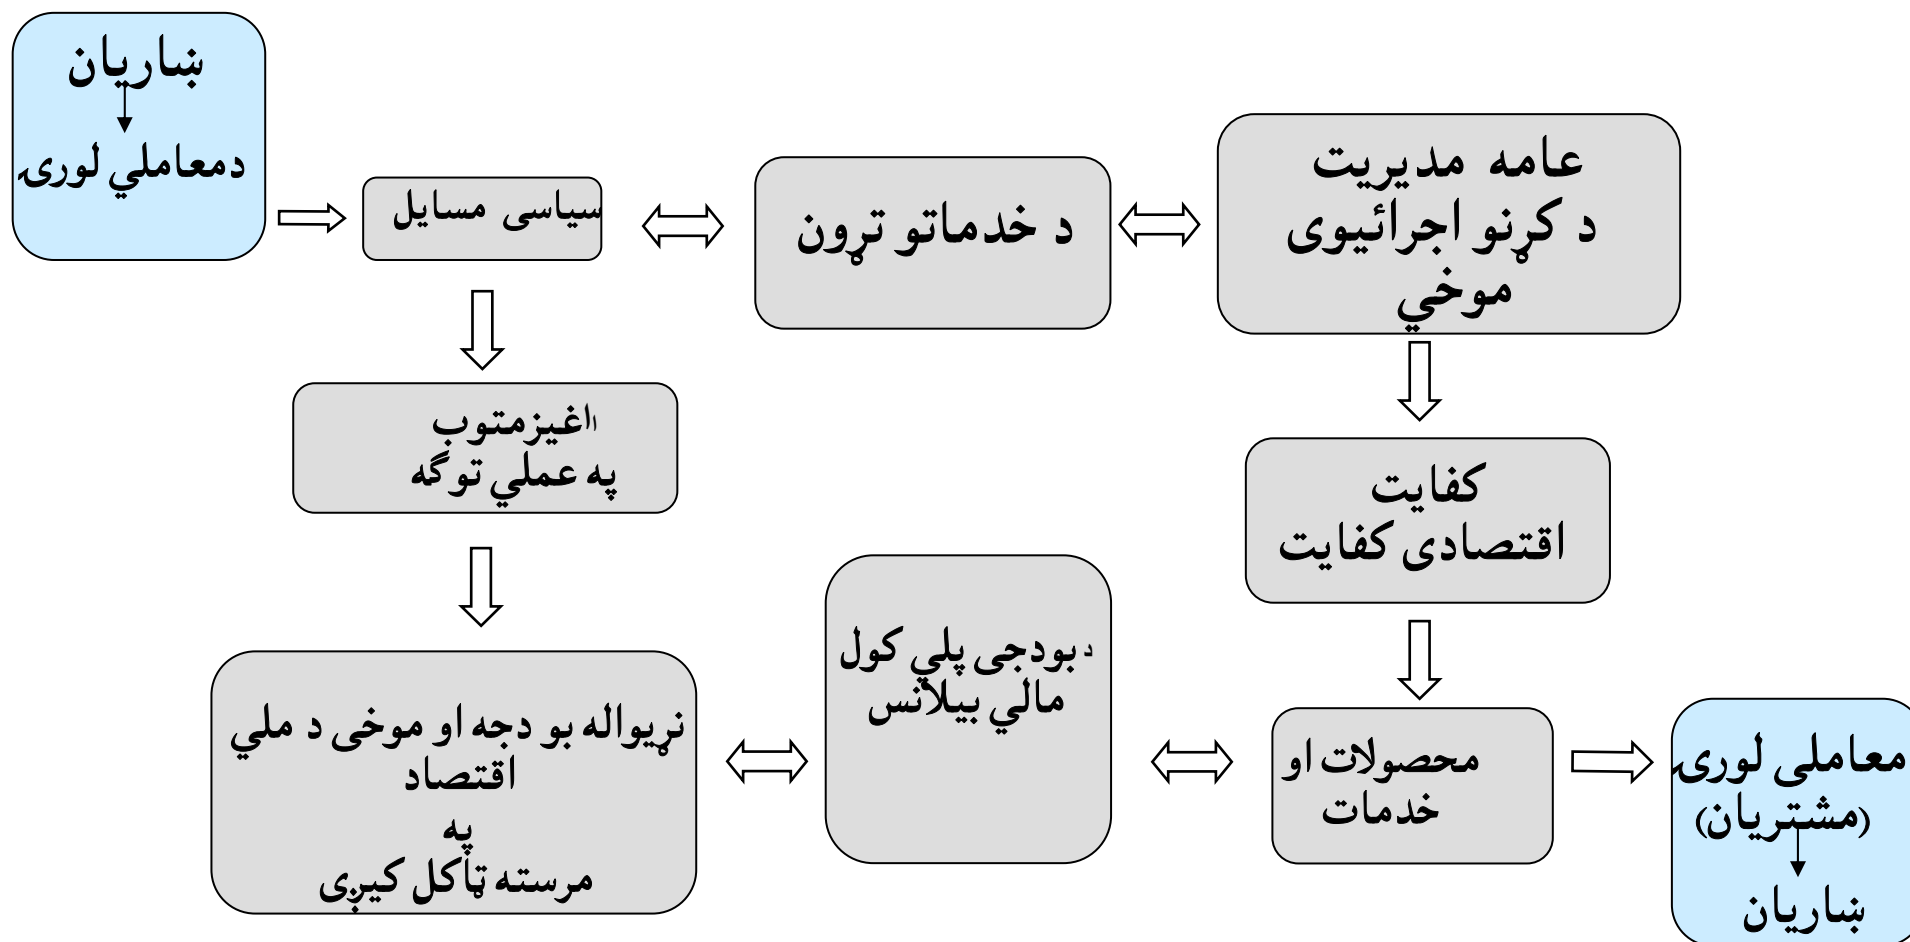 ښاریان
دمعاملي لوری
سیاسی مسایل
د خدماتو تړون
عامه مدیریت
د کړنو اجرائیوی
موخي
اغیزمتوب
په عملي توګه
کفایت
اقتصادی کفایت
نړیواله بو دجه او موخی د ملي
اقتصاد
په
مرسته ټاکل کیږی
د بودجی پلي کول
مالي بیلانس
محصولات او
خدمات
معاملی لوری
(مشتریان)
ښاریان